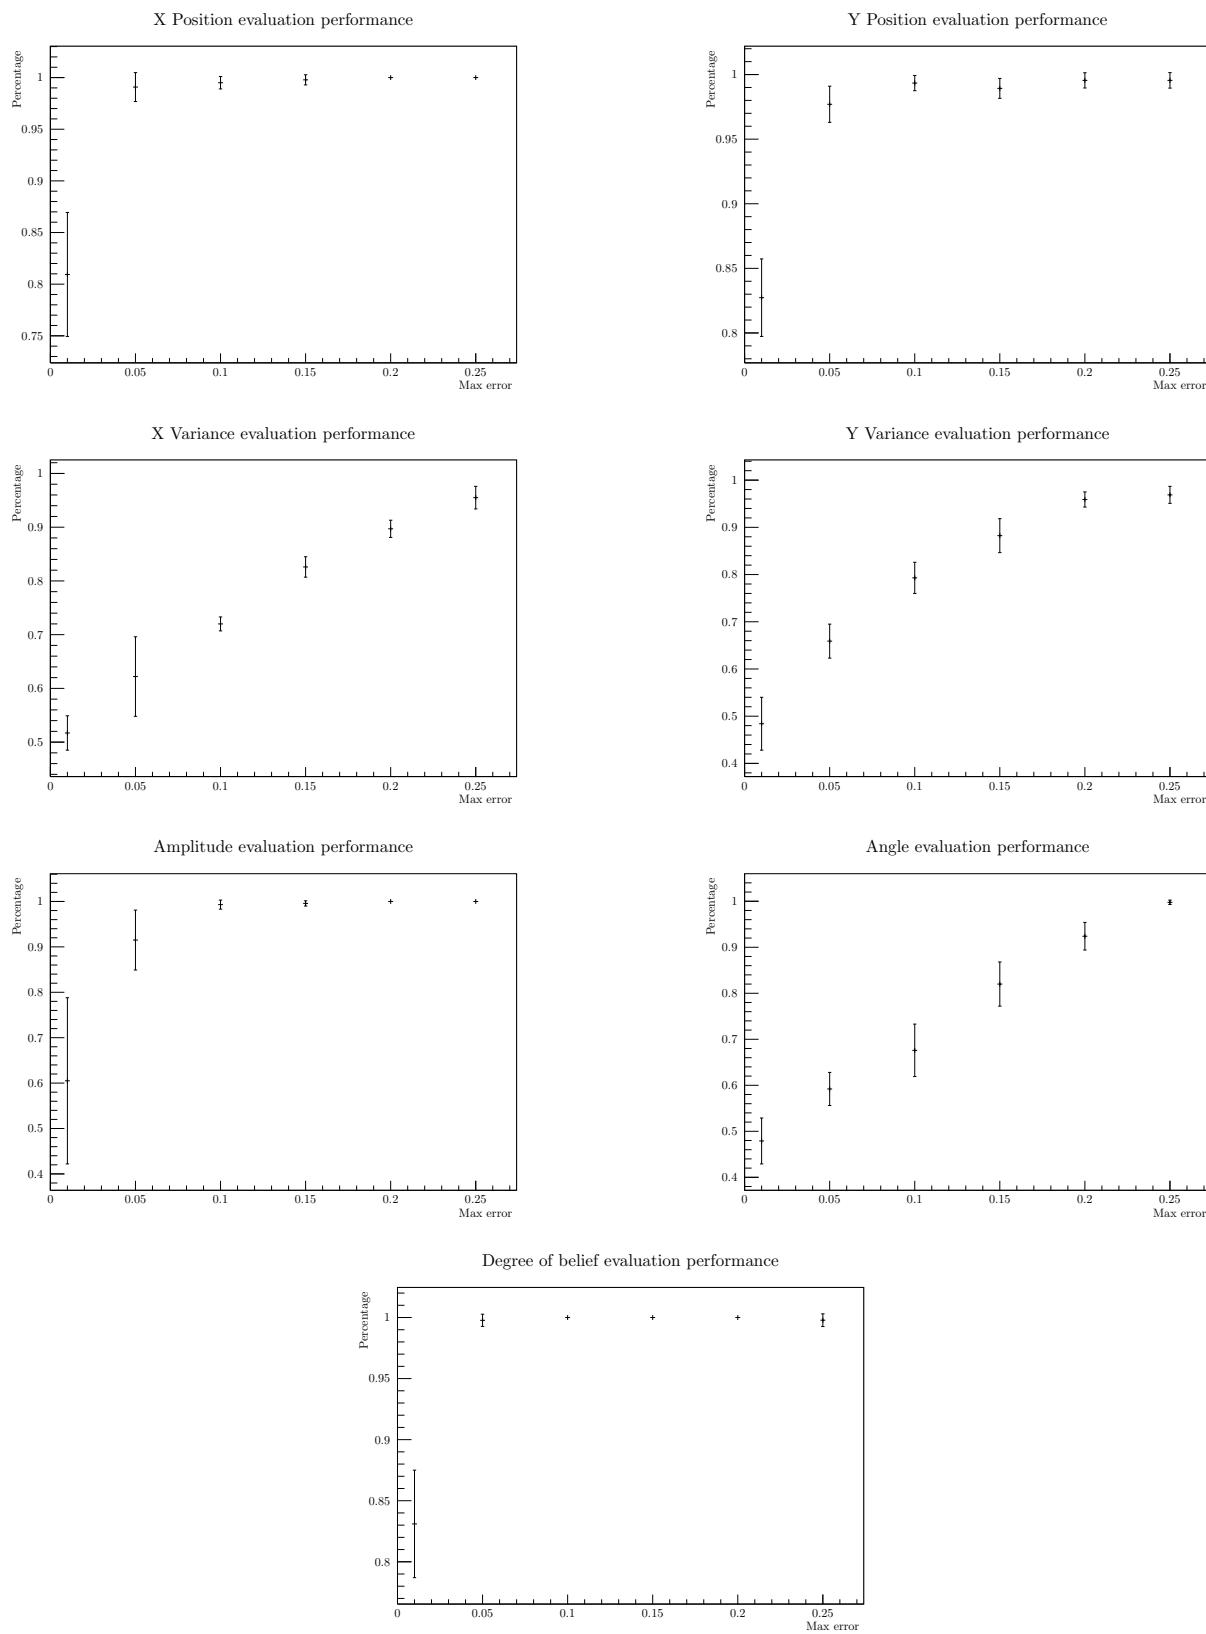 X Position evaluation performance
Percentage
1
0.95
0.9
0.85
0.8
0.75
0 0.05 0.1 0.15 0.2 0.25
Max error
Y Position evaluation performance
Percentage
1
0.95
0.9
0.85
0.8
0 0.05 0.1 0.15 0.2 0.25
Max error
X Variance evaluation performance
Percentage
1
0.9
0.8
0.7
0.6
0.5
0 0.05 0.1 0.15 0.2 0.25
Max error
Y Variance evaluation performance
Percentage
1
0.9
0.8
0.7
0.6
0.5
0.4
0 0.05 0.1 0.15 0.2 0.25
Max error
Amplitude evaluation performance
Percentage
1
0.9
0.8
0.7
0.6
0.5
0.4
0 0.05 0.1 0.15 0.2 0.25
Max error
Angle evaluation performance
Percentage
1
0.9
0.8
0.7
0.6
0.5
0.4
0 0.05 0.1 0.15 0.2 0.25
Max error
Degree of belief evaluation performance
Percentage
1
0.95
0.9
0.85
0.8
0 0.05 0.1 0.15 0.2 0.25
Max error